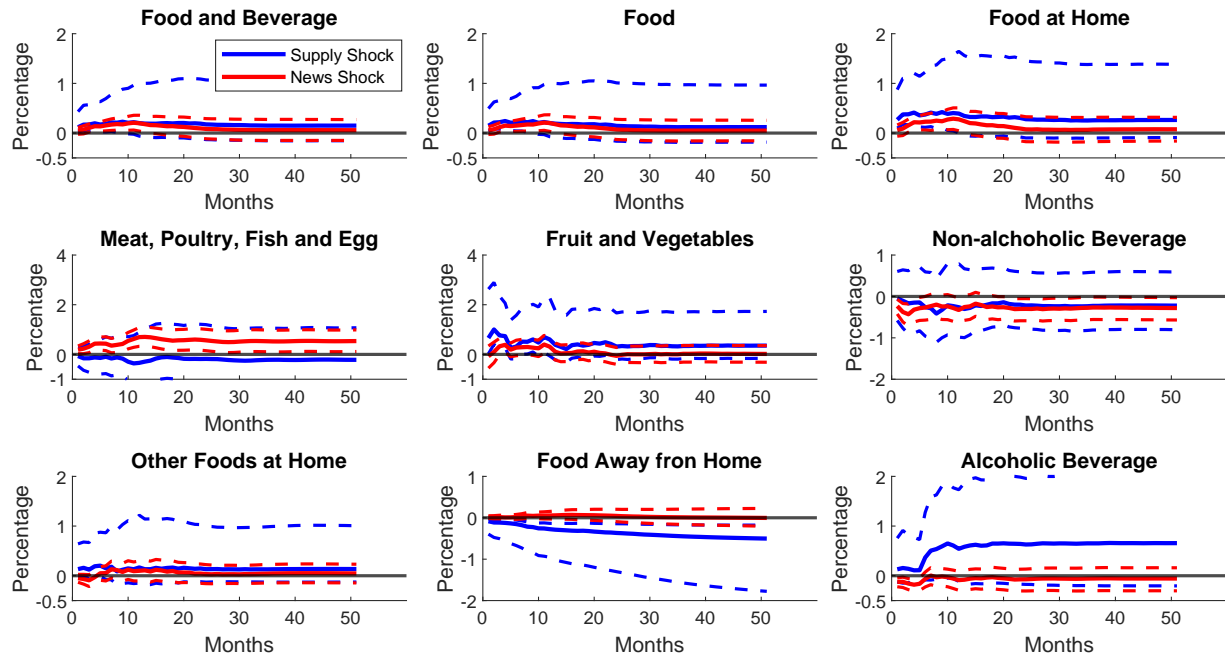 Food and Beverage
Percentage
2
1
0
-0.5
Supply Shock
News Shock
0 10 20 30 40 50
Months
Food
Percentage
2
1
0
-0.5
0 10 20 30 40 50
Months
Food at Home
Percentage
2
1
0
-0.5
0 10 20 30 40 50
Months
Meat, Poultry, Fish and Egg
Percentage
4
2
0
-1
0 10 20 30 40 50
Months
Fruit and Vegetables
Percentage
4
2
0
-1
0 10 20 30 40 50
Months
Non-alchoholic Beverage
Percentage
1
0
-1
-2
0 10 20 30 40 50
Months
Other Foods at Home
Percentage
2
1
0
-0.5
0 10 20 30 40 50
Months
Food Away fron Home
Percentage
1
0
-2
0 10 20 30 40 50
Months
Alcoholic Beverage
Percentage
2
1
0
-0.5
0 10 20 30 40 50
Months